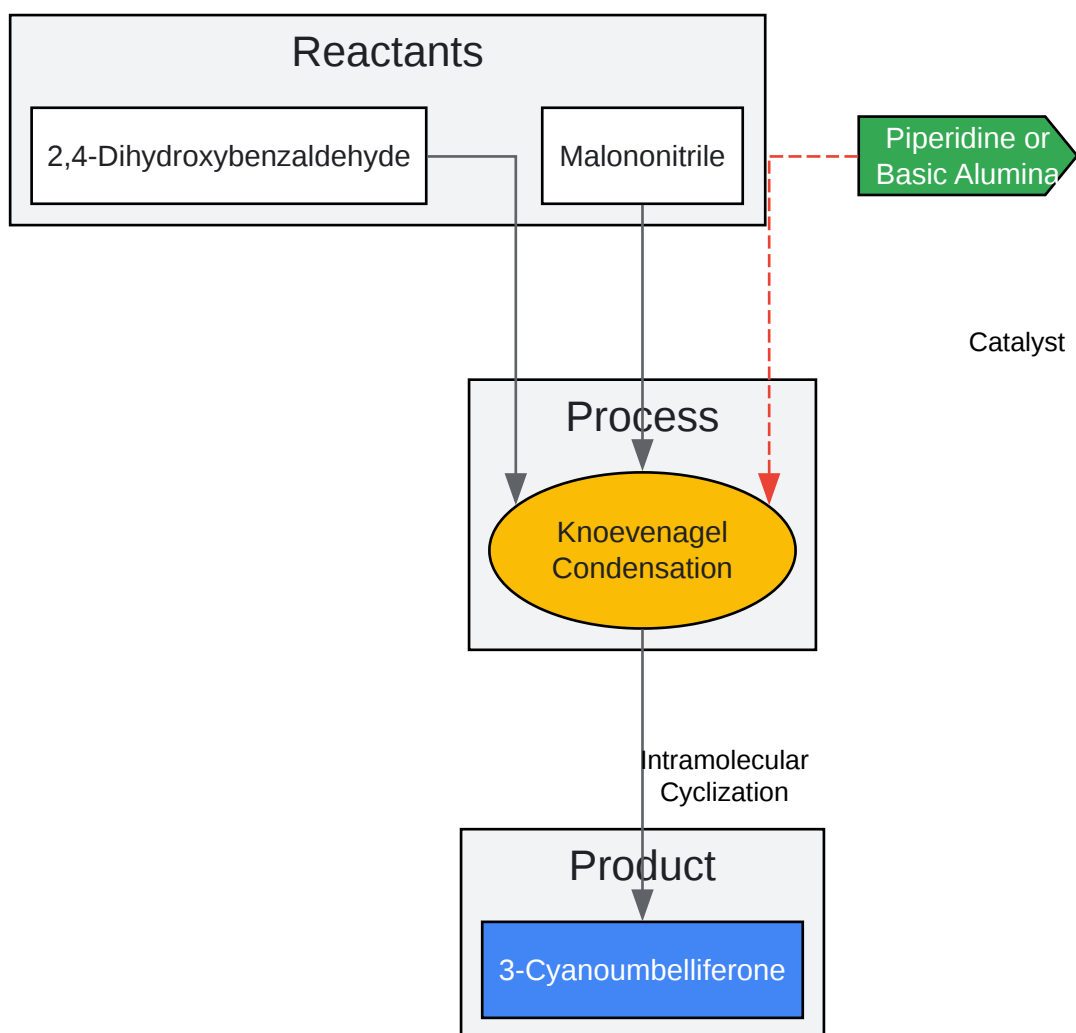 Reactants
2,4-Dihydroxybenzaldehyde
Malononitrile
Piperidine or
Basic Alumina
Catalyst
Process
Knoevenagel
Condensation
Intramolecular
Cyclization
Product
3-Cyanoumbelliferone